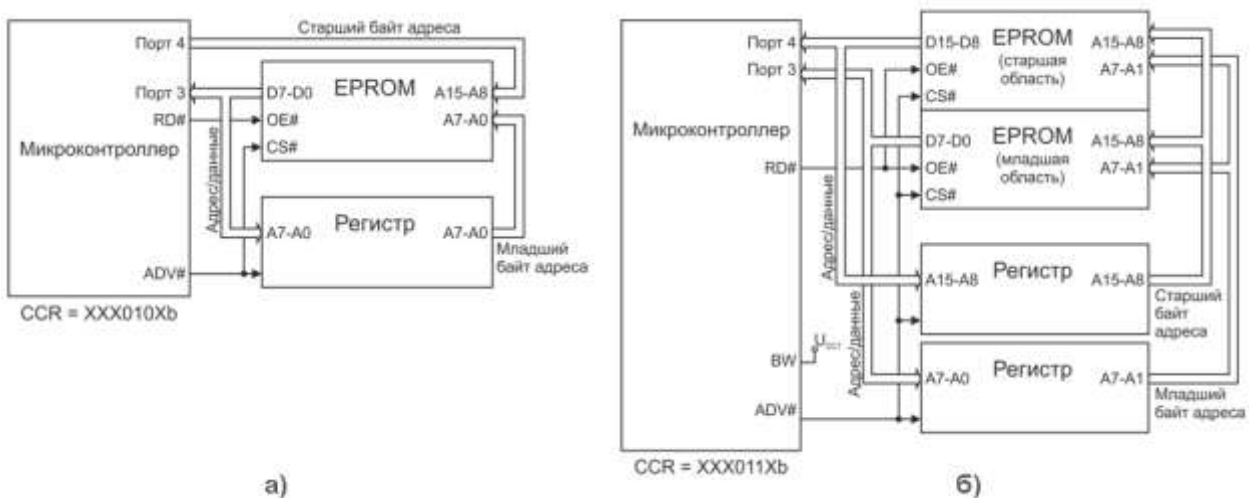 Старший байт адреса
Порт 4
Порт 3
RD#
Микроконтроллер
ADV#
D7-D0
EPROM
A15-A8
OE#
A7-A0
CS#
Адрес/данные
Регистр
A7-A0
A7-A0
Младший
байт адреса
CCR = XXX010Xb
а)
Порт 4
Порт 3
Микроконтроллер
RD#
BW
ADV#
D15-D8
EPROM
(старшая
область)
A15-A8
OE#
A7-A1
CS#
D7-D0
EPROM
(младшая
область)
A15-A8
OE#
A7-A1
CS#
Адрес/данные
Регистр
A15-A8
A15-A8
Старший
байт
адреса
Адрес/данные
Регистр
A7-A0
A7-A1
Младший
байт адреса
CCR = XXX011Xb
б)